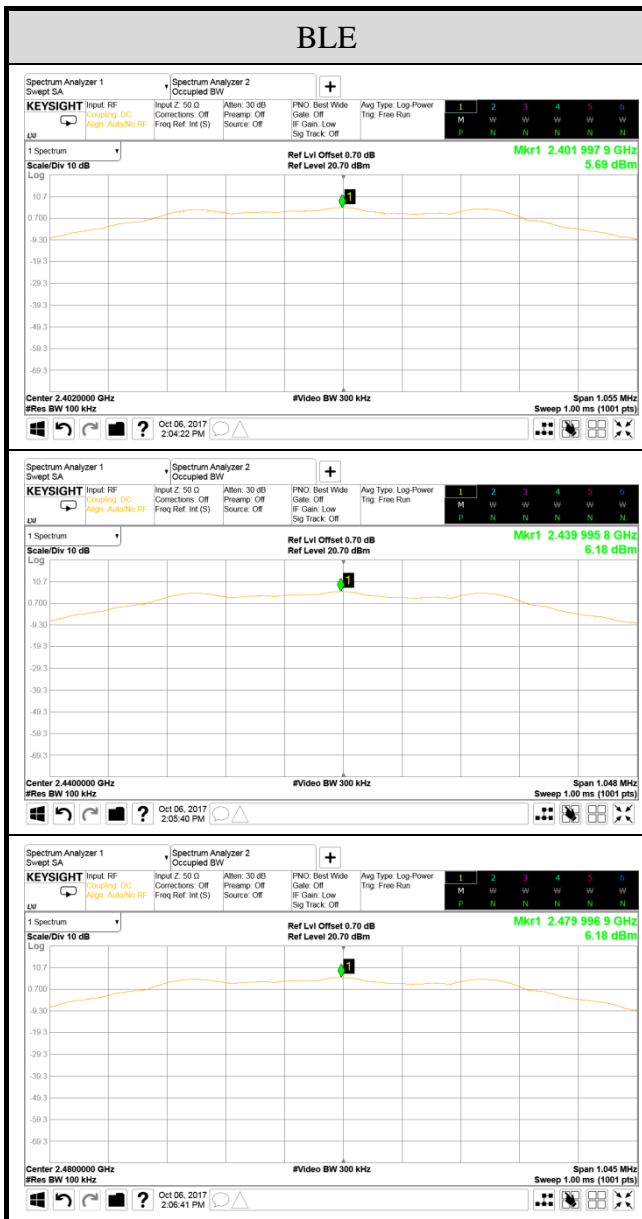 BLE
Spectrum Analyzer 1
Swept SA
Spectrum Analyzer 2
Occupied BW
+
KEYSIGHT Input: RF Input Z: 50 Ω Atten: 30 dB PNO: Best Wide Avg Type: Log-Power 1 2 3 4 5 6
Coupling: DC Corrections: Off Preamp: Off Gate: Off Trig: Free Run M W W W W W
Align: Auto/No RF Freq Ref: Int (S) Source: Off IF Gain: Low P N N N N N
LXI Sig Track: Off
1 Spectrum Ref Lvl Offset 0.70 dB Mkr1 2.401 997 9 GHz
Scale/Div 10 dB Ref Level 20.70 dBm 5.69 dBm
Log
1
10.7
0.700
-9.30
-19.3
-29.3
-39.3
-49.3
-59.3
-69.3
Center 2.4020000 GHz #Video BW 300 kHz Span 1.055 MHz
#Res BW 100 kHz Sweep 1.00 ms (1001 pts)
? Oct 06, 2017
2:04:22 PM
Spectrum Analyzer 1
Swept SA
Spectrum Analyzer 2
Occupied BW
+
KEYSIGHT Input: RF Input Z: 50 Ω Atten: 30 dB PNO: Best Wide Avg Type: Log-Power 1 2 3 4 5 6
Coupling: DC Corrections: Off Preamp: Off Gate: Off Trig: Free Run M W W W W W
Align: Auto/No RF Freq Ref: Int (S) Source: Off IF Gain: Low P N N N N N
LXI Sig Track: Off
1 Spectrum Ref Lvl Offset 0.70 dB Mkr1 2.439 995 8 GHz
Scale/Div 10 dB Ref Level 20.70 dBm 6.18 dBm
Log
1
10.7
0.700
-9.30
-19.3
-29.3
-39.3
-49.3
-59.3
-69.3
Center 2.4400000 GHz #Video BW 300 kHz Span 1.048 MHz
#Res BW 100 kHz Sweep 1.00 ms (1001 pts)
? Oct 06, 2017
2:05:40 PM
Spectrum Analyzer 1
Swept SA
Spectrum Analyzer 2
Occupied BW
+
KEYSIGHT Input: RF Input Z: 50 Ω Atten: 30 dB PNO: Best Wide Avg Type: Log-Power 1 2 3 4 5 6
Coupling: DC Corrections: Off Preamp: Off Gate: Off Trig: Free Run M W W W W W
Align: Auto/No RF Freq Ref: Int (S) Source: Off IF Gain: Low P N N N N N
LXI Sig Track: Off
1 Spectrum Ref Lvl Offset 0.70 dB Mkr1 2.479 996 9 GHz
Scale/Div 10 dB Ref Level 20.70 dBm 6.18 dBm
Log
1
10.7
0.700
-9.30
-19.3
-29.3
-39.3
-49.3
-59.3
-69.3
Center 2.4800000 GHz #Video BW 300 kHz Span 1.045 MHz
#Res BW 100 kHz Sweep 1.00 ms (1001 pts)
? Oct 06, 2017
2:06:41 PM